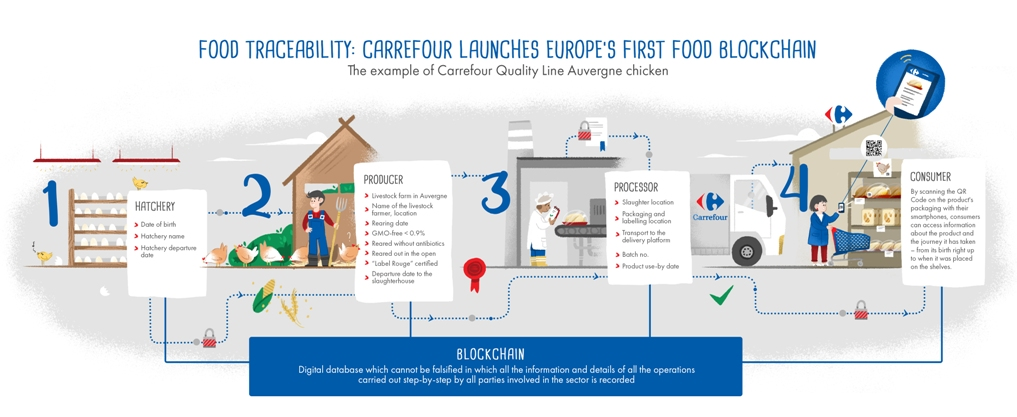 FOOD TRACEABILITY: CARREFOUR LAUNCHES EUROPE'S FIRST FOOD BLOCKCHAIN
The example of Carrefour Quality Line Auvergne chicken
1
HATCHERY
Date of birth
Hatchery name
Hatchery departure
date
2
PRODUCER
Livestock farm in Auvergne
Name of the livestock
farmer, location
Rearing date
GMO-free < 0.9%
Reared without antibiotics
Reared out in the open
"Label Rouge" certified
Departure date to the
slaughterhouse
3
PROCESSOR
Slaughter location
Packaging and
labelling location
Transport to the
delivery platform
Batch no.
Product use-by date
Carrefour
4
CONSUMER
By scanning the QR
Code on the product's
packaging with their
smartphones, consumers
can access information
about the product and
the journey it has taken
– from its birth right up
to when it was placed
on the shelves.
BLOCKCHAIN
Digital database which cannot be falsified in which all the information and details of all the operations
carried out step-by-step by all parties involved in the sector is recorded